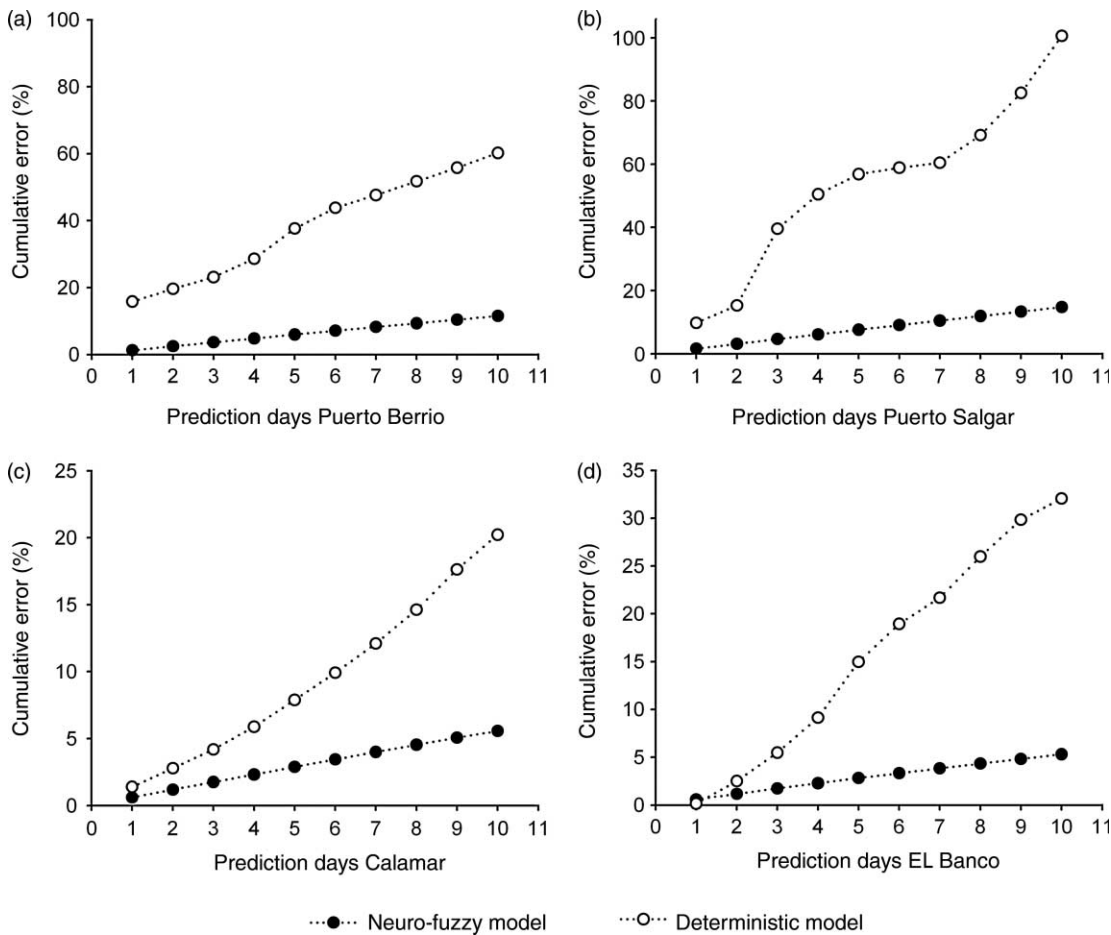 (a)
100
80
60
40
20
0
Cumulative error (%)
0 1 2 3 4 5 6 7 8 9 10 11
Prediction days Puerto Berrio
(b)
100
80
60
40
20
0
Cumulative error (%)
0 1 2 3 4 5 6 7 8 9 10 11
Prediction days Puerto Salgar
(c)
25
20
15
10
5
0
Cumulative error (%)
0 1 2 3 4 5 6 7 8 9 10 11
Prediction days Calamar
(d)
35
30
25
20
15
10
5
0
Cumulative error (%)
0 1 2 3 4 5 6 7 8 9 10 11
Prediction days EL Banco
Neuro-fuzzy model
Deterministic model